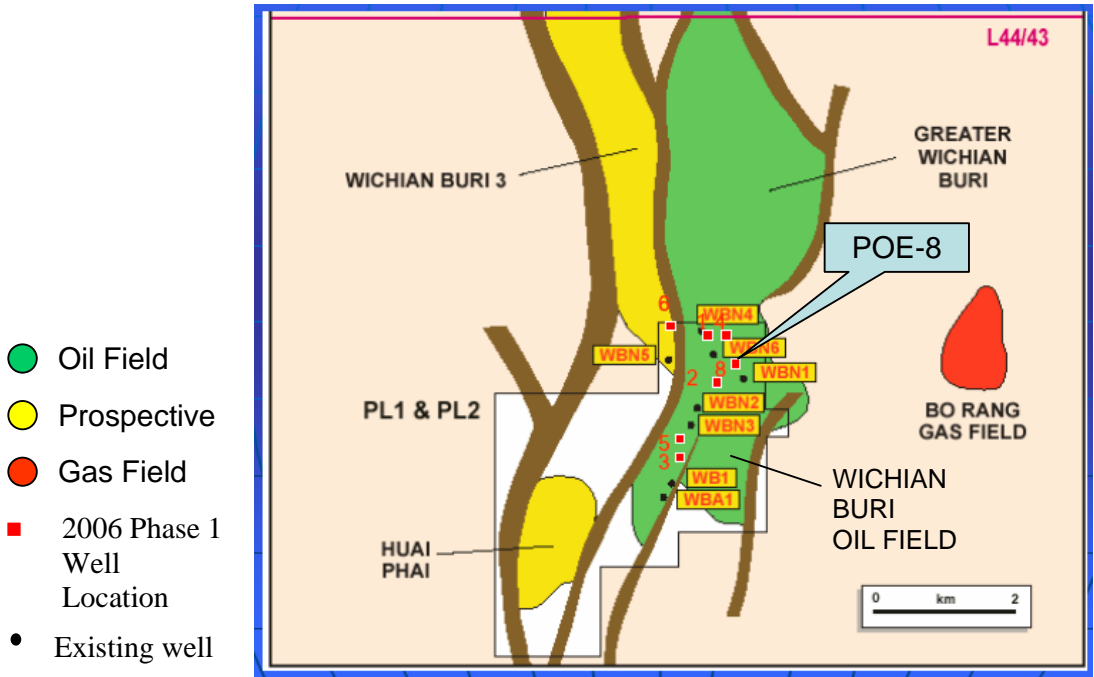 L44/43
GREATER
WICHIAN
BURI
WICHIAN BURI 3
POE-8
6
WBN4
1 4
WBN5
WBN6
8
WBN1
2
Oil Field
WBN2
PL1 & PL2
Prospective
WBN3
BO RANG
GAS FIELD
5
Gas Field
3
WB1
WICHIAN
BURI
OIL FIELD
WBA1
2006 Phase 1
Well
Location
HUAI
PHAI
0 km 2
Existing well